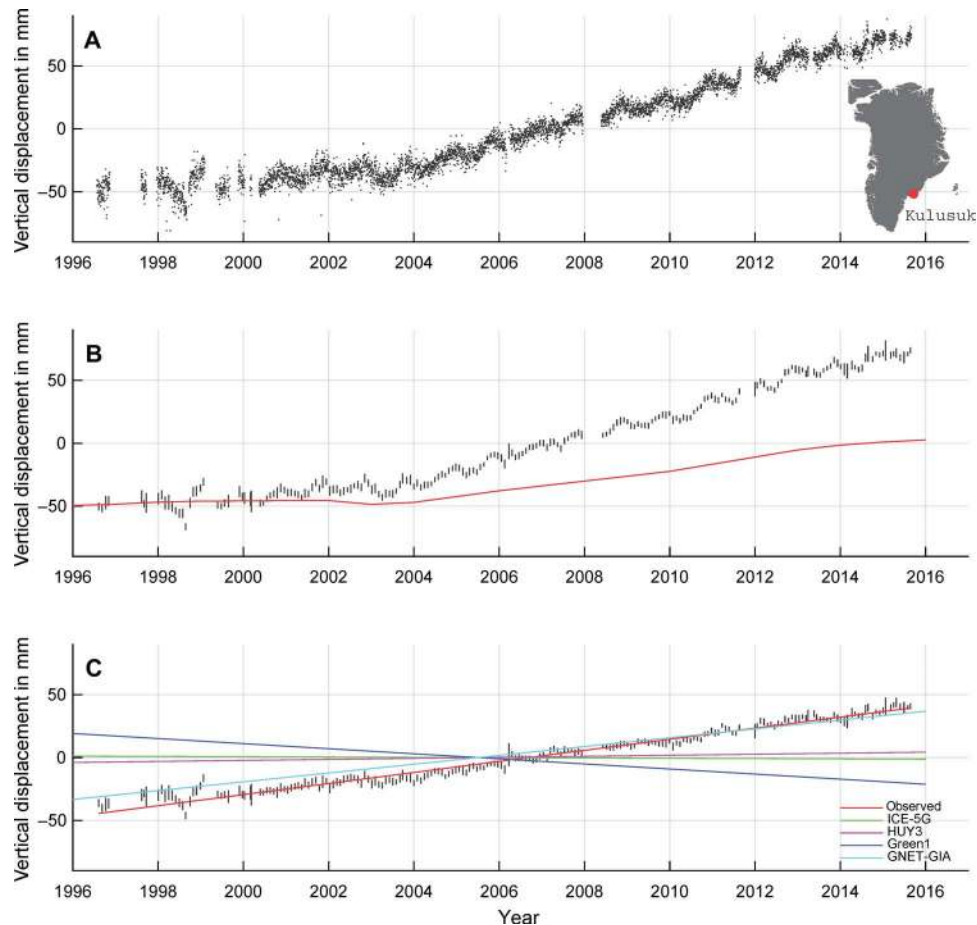 A
Vertical displacement in mm
50
0
−50
Kulusuk
1996 1998 2000 2002 2004 2006 2008 2010 2012 2014 2016
B
Vertical displacement in mm
50
0
−50
1996 1998 2000 2002 2004 2006 2008 2010 2012 2014 2016
C
Vertical displacement in mm
50
0
−50
Observed
ICE-5G
HUY3
Green1
GNET-GIA
1996 1998 2000 2002 2004 2006 2008 2010 2012 2014 2016
Year